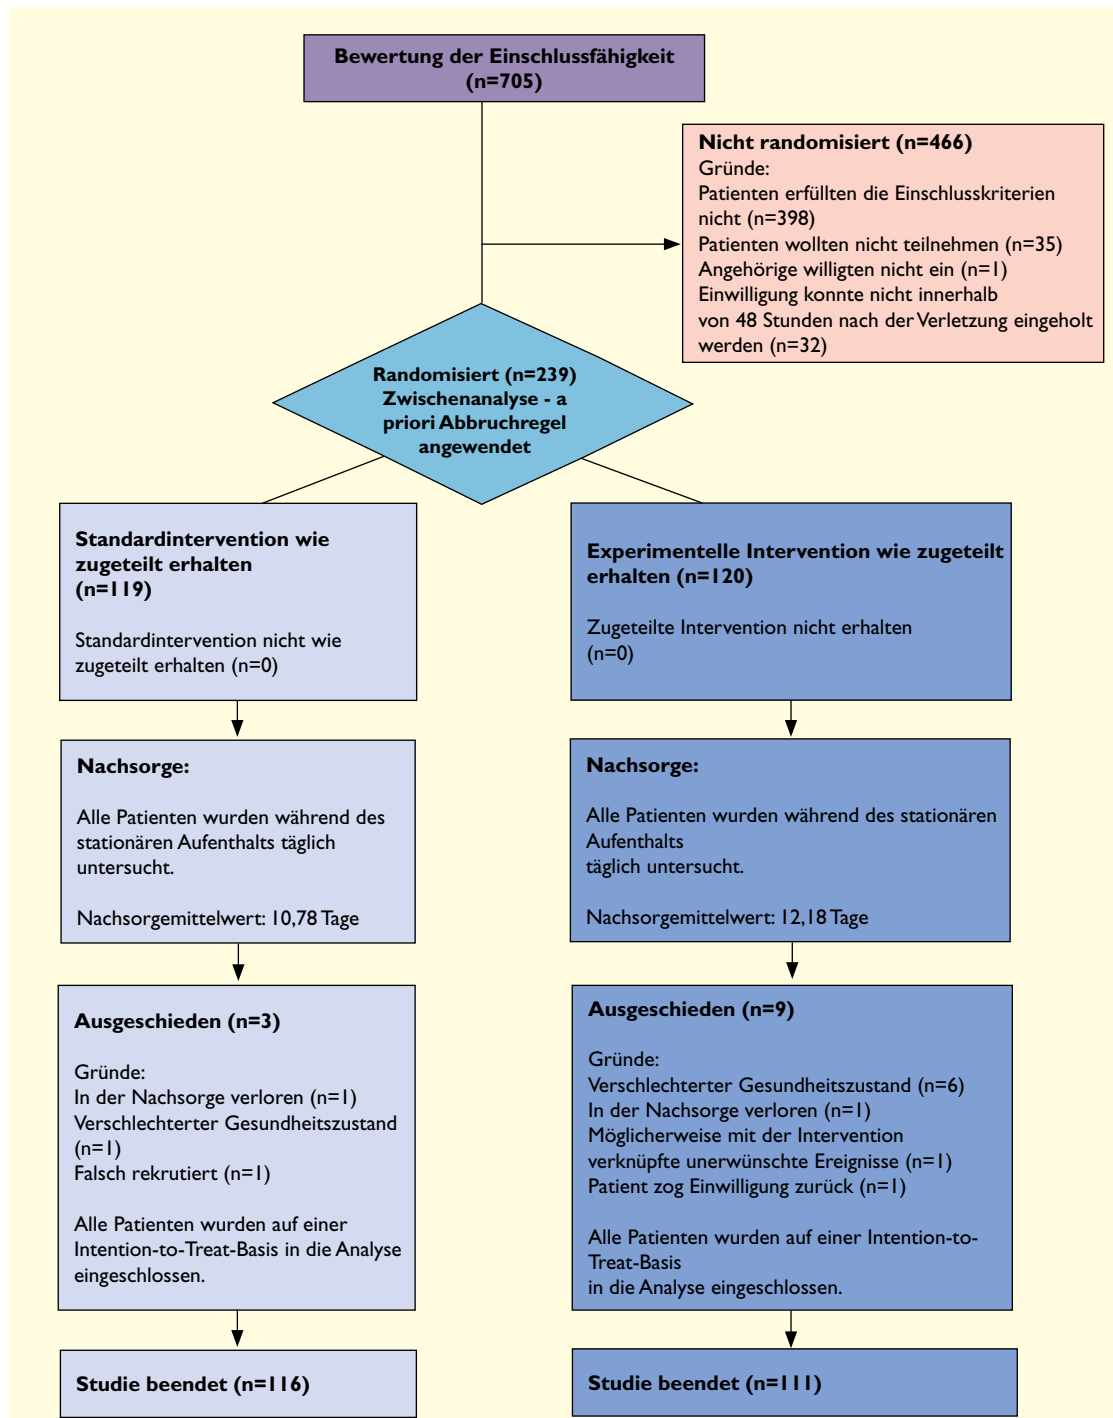 Bewertung der Einschlussfähigkeit
(n=705)
Nicht randomisiert (n=466)
Gründe:
Patienten erfüllten die Einschlusskriterien
nicht (n=398)
Patienten wollten nicht teilnehmen (n=35)
Angehörige willigten nicht ein (n=1)
Einwilligung konnte nicht innerhalb
von 48 Stunden nach der Verletzung eingeholt
werden (n=32)
Randomisiert (n=239)
Zwischenanalyse - a
priori Abbruchregel
angewendet
Standardintervention wie
zugeteilt erhalten
(n=119)
Standardintervention nicht wie
zugeteilt erhalten (n=0)
Experimentelle Intervention wie zugeteilt
erhalten (n=120)
Zugeteilte Intervention nicht erhalten
(n=0)
Nachsorge:
Alle Patienten wurden während des
stationären Aufenthalts täglich
untersucht.
Nachsorgemittelwert: 10,78 Tage
Nachsorge:
Alle Patienten wurden während des stationären
Aufenthalts
täglich untersucht.
Nachsorgemittelwert: 12,18 Tage
Ausgeschieden (n=3)
Gründe:
In der Nachsorge verloren (n=1)
Verschlechterter Gesundheitszustand
(n=1)
Falsch rekrutiert (n=1)
Alle Patienten wurden auf einer
Intention-to-Treat-Basis in die Analyse
eingeschlossen.
Ausgeschieden (n=9)
Gründe:
Verschlechterter Gesundheitszustand (n=6)
In der Nachsorge verloren (n=1)
Möglicherweise mit der Intervention
verknüpfte unerwünschte Ereignisse (n=1)
Patient zog Einwilligung zurück (n=1)
Alle Patienten wurden auf einer Intention-to-
Treat-Basis
in die Analyse eingeschlossen.
Studie beendet (n=116)
Studie beendet (n=111)